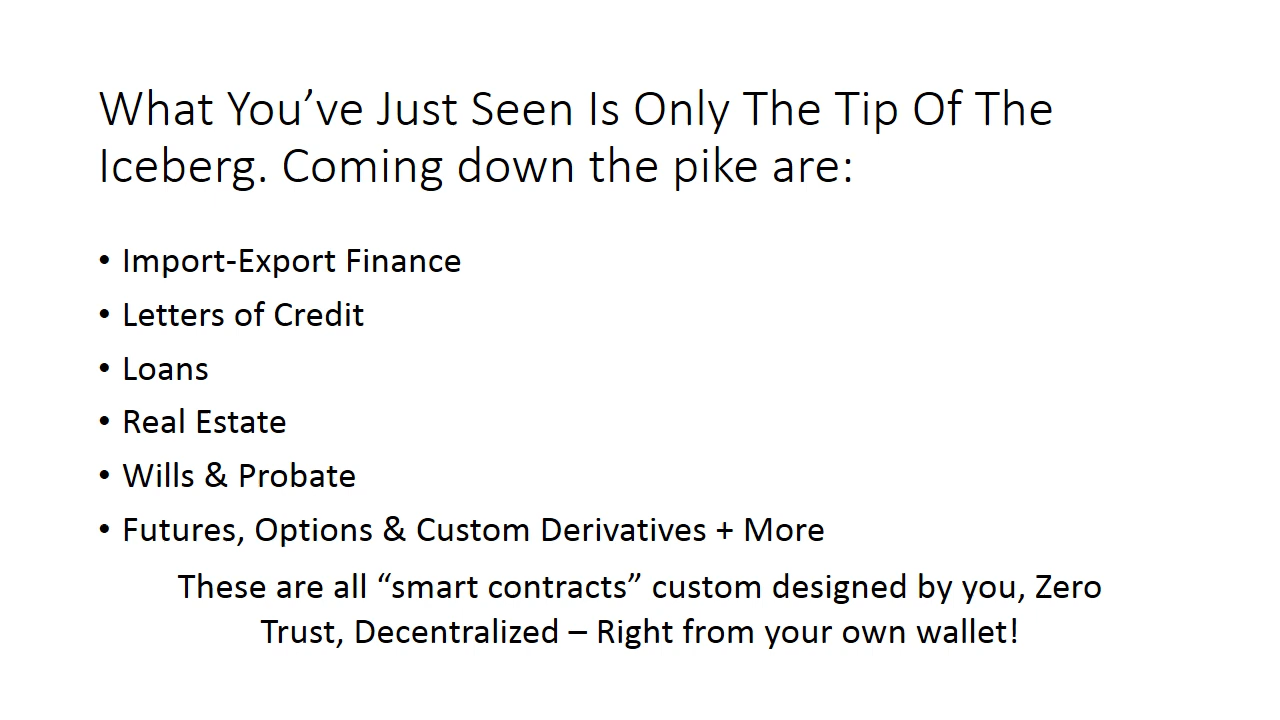 What You’ve Just Seen Is Only The Tip Of The
Iceberg. Coming down the pike are:
• Import-Export Finance
• Letters of Credit
• Loans
• Real Estate
• Wills & Probate
• Futures, Options & Custom Derivatives + More
These are all “smart contracts” custom designed by you, Zero
Trust, Decentralized – Right from your own wallet!